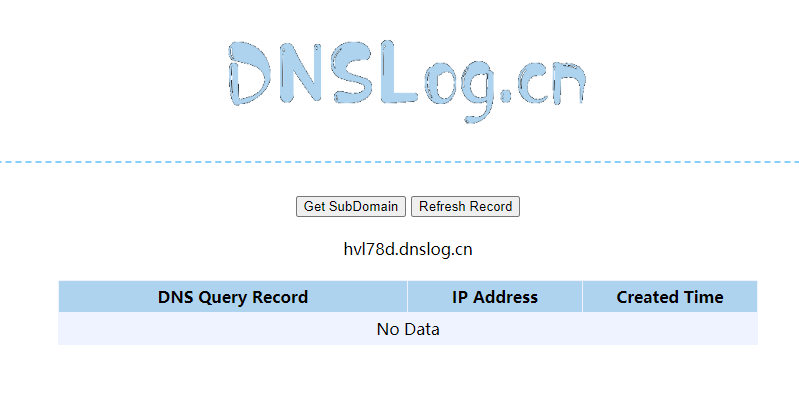 DNSLog.cn
Get SubDomain Refresh Record
hvl78d.dnslog.cn
DNS Query Record IP Address Created Time
No Data